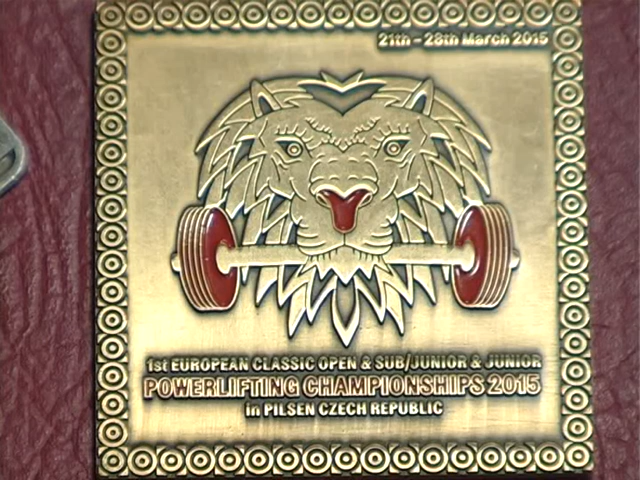 21th - 28th March 2015
1st EUROPEAN CLASSIC OPEN & SUB/JUNIOR & JUNIOR
POWERLIFTING CHAMPIONSHIPS 2015
in PILSEN CZECH REPUBLIC